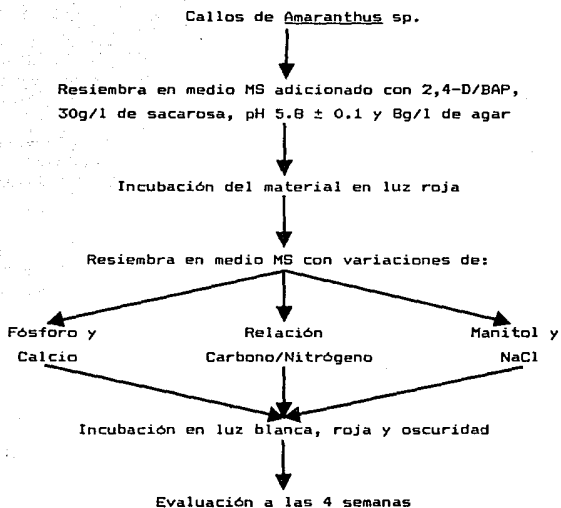 Callos de Amaranthus sp.
Resiembra en medio MS adicionado con 2,4-D/BAP,
30g/l de sacarosa, pH 5.8 ± 0.1 y 8g/l de agar
Incubación del material en luz roja
Resiembra en medio MS con variaciones de:
Fósforo y Relación Manitol y
Calcio Carbono/Nitrógeno NaCl
Incubación en luz blanca, roja y oscuridad
Evaluación a las 4 semanas